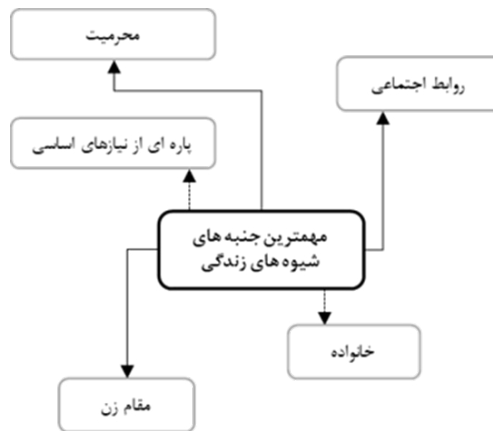 محرمیت
روابط اجتماعی
پاره ای از نیازهای اساسی
مهمترین جنبه های
شیوه های زندگی
خانواده
مقام زن